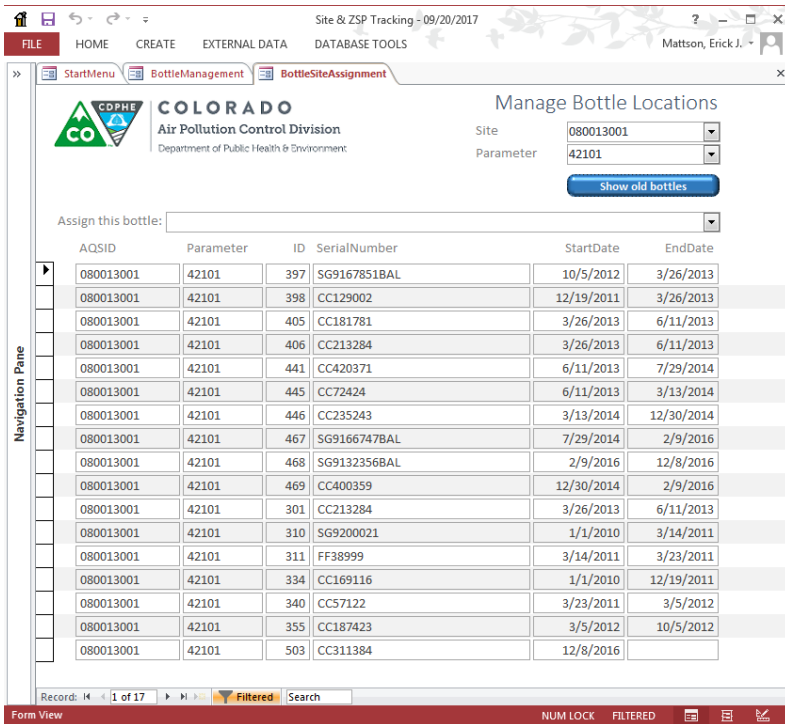 Site & ZSP Tracking - 09/20/2017
?
FILE HOME CREATE EXTERNAL DATA DATABASE TOOLS Mattson, Erick J.
StartMenu BottleManagement BottleSiteAssignment
CDPHE
CO
COLORADO
Air Pollution Control Division
Department of Public Health & Environment
Manage Bottle Locations
Site 080013001
Parameter 42101
Show old bottles
Assign this bottle:
AQSID Parameter ID SerialNumber StartDate EndDate
080013001 42101 397 SG9167851BAL 10/5/2012 3/26/2013
080013001 42101 398 CC129002 12/19/2011 3/26/2013
080013001 42101 405 CC181781 3/26/2013 6/11/2013
080013001 42101 406 CC213284 3/26/2013 6/11/2013
080013001 42101 441 CC420371 6/11/2013 7/29/2014
080013001 42101 445 CC72424 6/11/2013 3/13/2014
080013001 42101 446 CC235243 3/13/2014 12/30/2014
080013001 42101 467 SG9166747BAL 7/29/2014 2/9/2016
080013001 42101 468 SG9132356BAL 2/9/2016 12/8/2016
080013001 42101 469 CC400359 12/30/2014 2/9/2016
080013001 42101 301 CC213284 3/26/2013 6/11/2013
080013001 42101 310 SG9200021 1/1/2010 3/14/2011
080013001 42101 311 FF38999 3/14/2011 3/23/2011
080013001 42101 334 CC169116 1/1/2010 12/19/2011
080013001 42101 340 CC57122 3/23/2011 3/5/2012
080013001 42101 355 CC187423 3/5/2012 10/5/2012
080013001 42101 503 CC311384 12/8/2016
Navigation Pane
Record: 1 of 17 Filtered Search
Form View NUM LOCK FILTERED